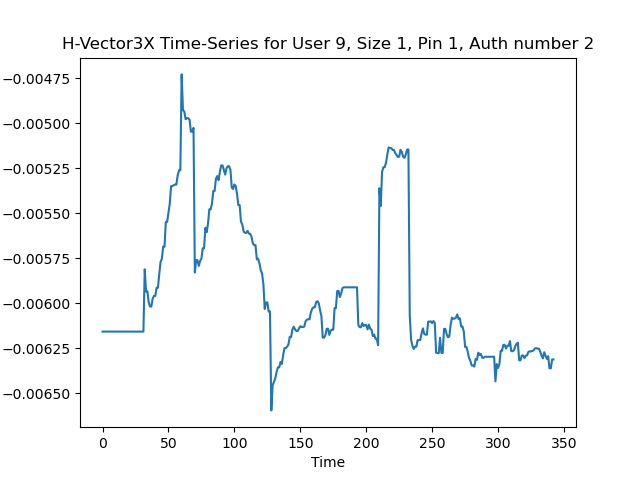 H-Vector3X Time-Series for User 9, Size 1, Pin 1, Auth number 2
−0.00475
−0.00500
−0.00525
−0.00550
−0.00575
−0.00600
−0.00625
−0.00650
0 50 100 150 200 250 300 350
Time